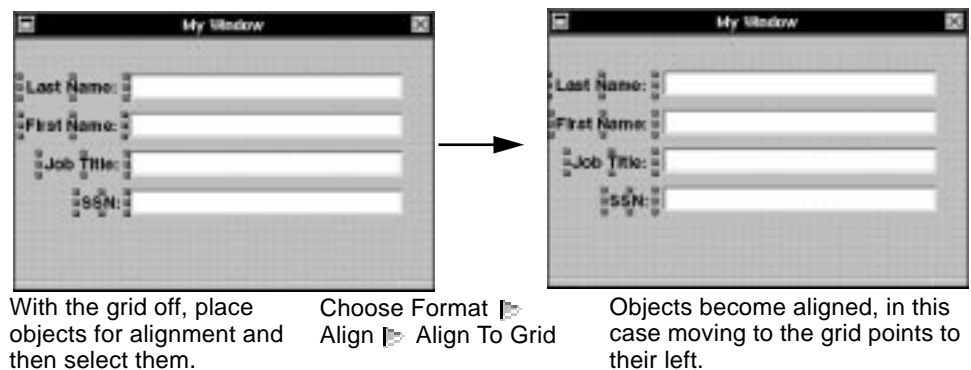 My Window
Last Name:
First Name:
Job Title:
SSN:
My Window
Last Name:
First Name:
Job Title:
SSN:
With the grid off, place
objects for alignment and
then select them.
Choose Format
Align Align To Grid
Objects become aligned, in this
case moving to the grid points to
their left.